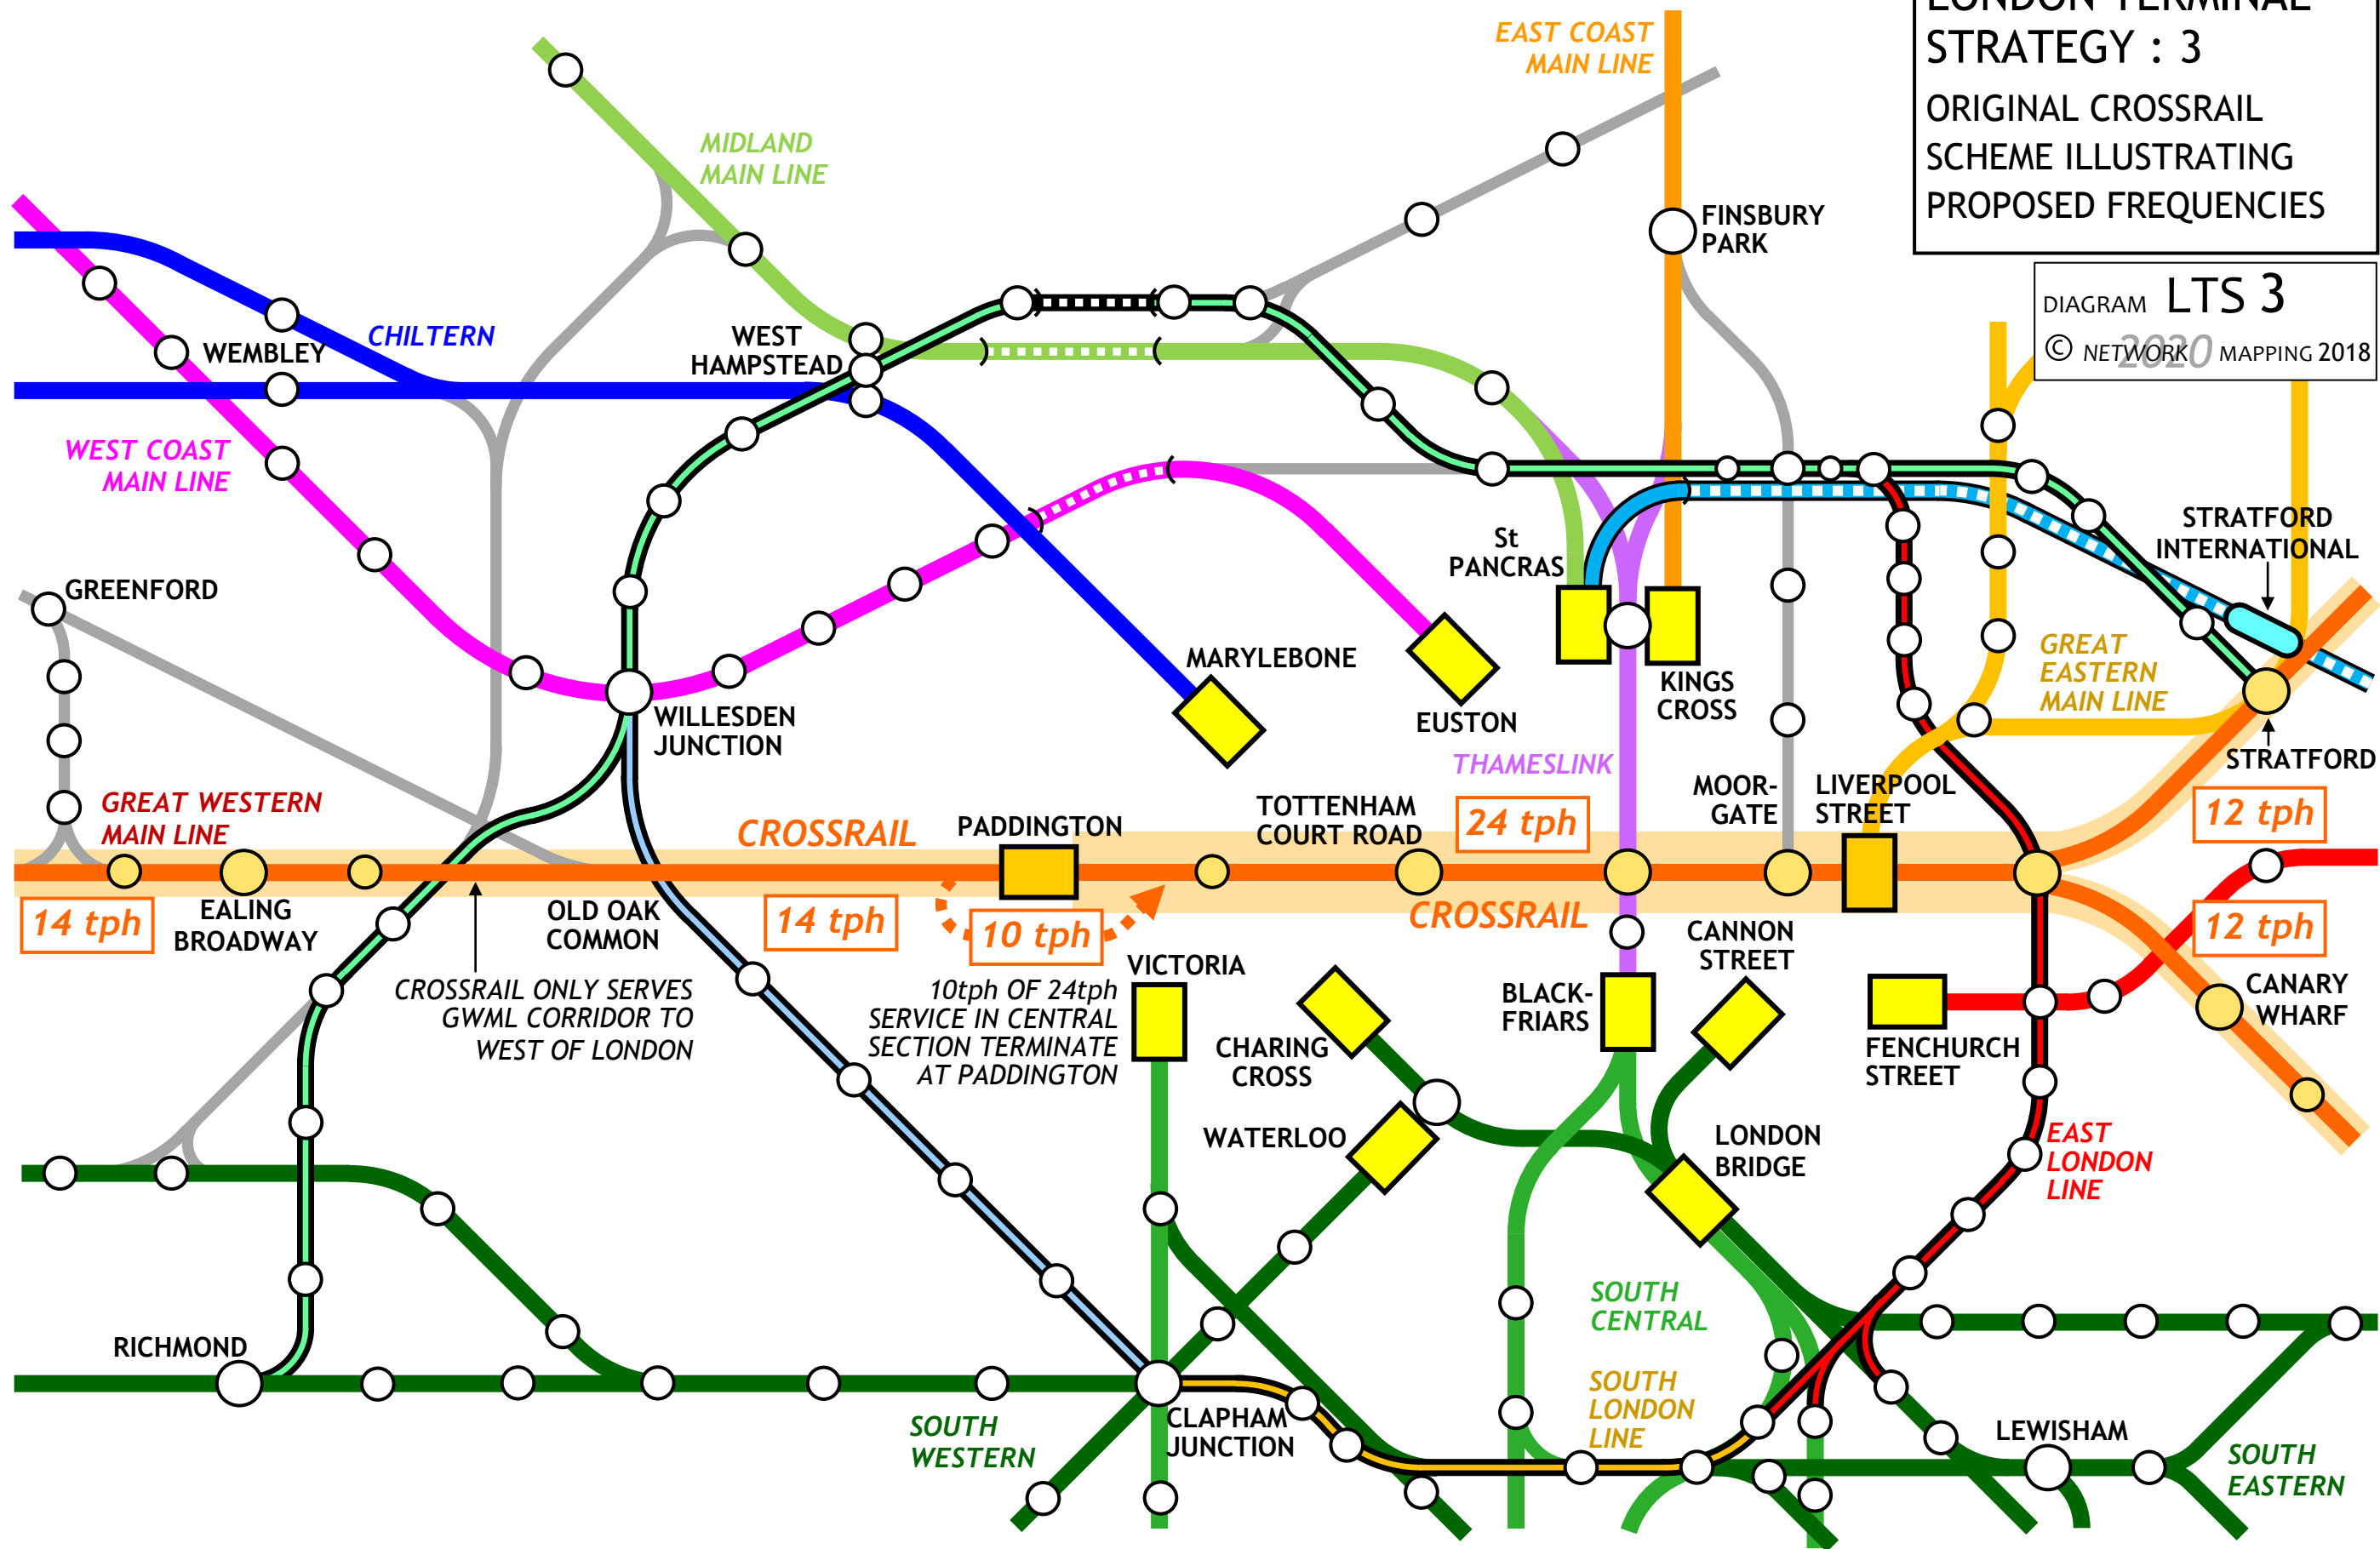 LONDON TERMINAL
STRATEGY : 3
ORIGINAL CROSSRAIL
SCHEME ILLUSTRATING
PROPOSED FREQUENCIES
DIAGRAM LTS 3
© NETWORK 2020 MAPPING 2018
EAST COAST
MAIN LINE
MIDLAND
MAIN LINE
FINSBURY
PARK
CHILTERN
WEMBLEY
WEST
HAMPSTEAD
WEST COAST
MAIN LINE
STRATFORD
INTERNATIONAL
St
PANCRAS
GREENFORD
GREAT
EASTERN
MAIN LINE
MARYLEBONE
KINGS
CROSS
WILLESDEN
JUNCTION
EUSTON
STRATFORD
THAMESLINK
MOOR-
GATE
LIVERPOOL
STREET
GREAT WESTERN
MAIN LINE
CROSSRAIL
PADDINGTON
TOTTENHAM
COURT ROAD
24 tph
12 tph
14 tph
EALING
BROADWAY
OLD OAK
COMMON
14 tph
10 tph
CROSSRAIL
CANNON
STREET
12 tph
CROSSRAIL ONLY SERVES
GWML CORRIDOR TO
WEST OF LONDON
10tph OF 24tph
SERVICE IN CENTRAL
SECTION TERMINATE
AT PADDINGTON
VICTORIA
BLACK-
FRIARS
CANARY
WHARF
CHARING
CROSS
FENCHURCH
STREET
WATERLOO
LONDON
BRIDGE
EAST
LONDON
LINE
SOUTH
CENTRAL
RICHMOND
SOUTH
LONDON
LINE
SOUTH
WESTERN
CLAPHAM
JUNCTION
LEWISHAM
SOUTH
EASTERN